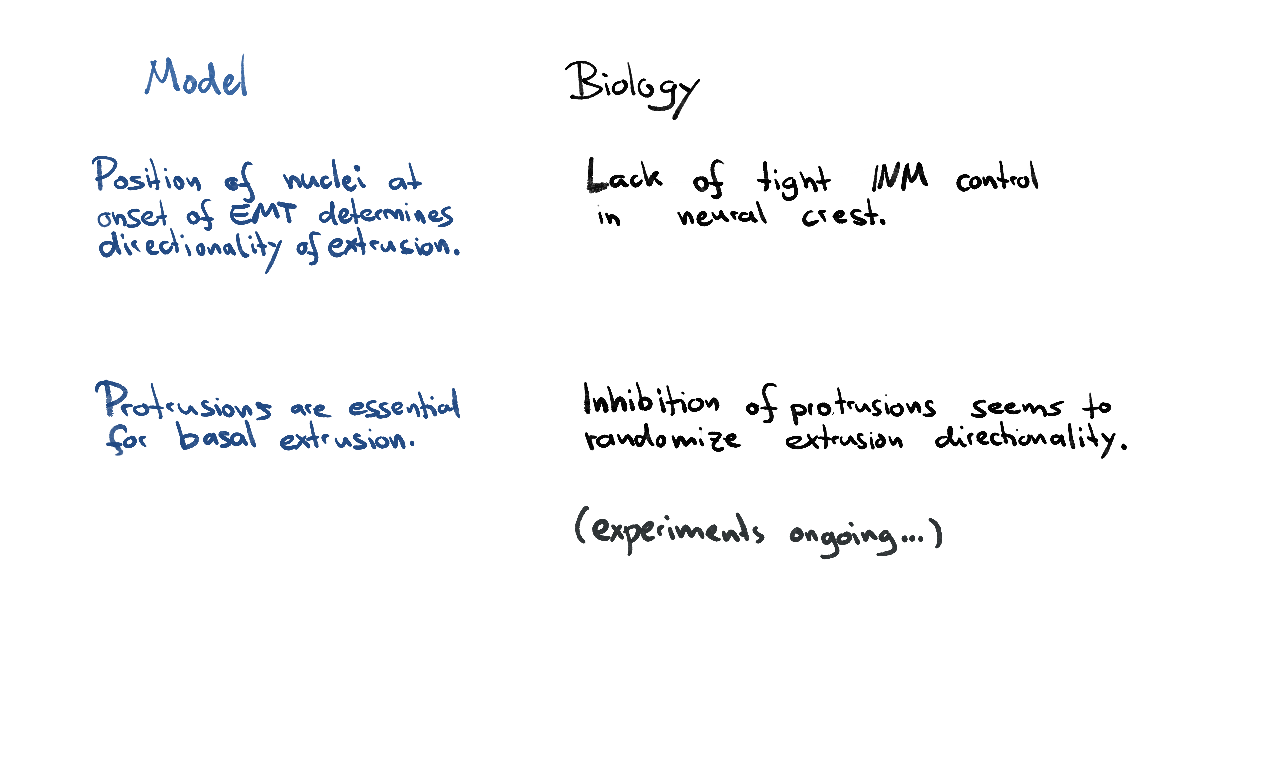 Model
Biology
Position of nuclei at
onset of EMT determines
directionality of extrusion.
Lack of tight INM control
in neural crest.
Protrusions are essential
for basal extrusion.
Inhibition of protrusions seems to
randomize extrusion directionality.
(experiments ongoing...)